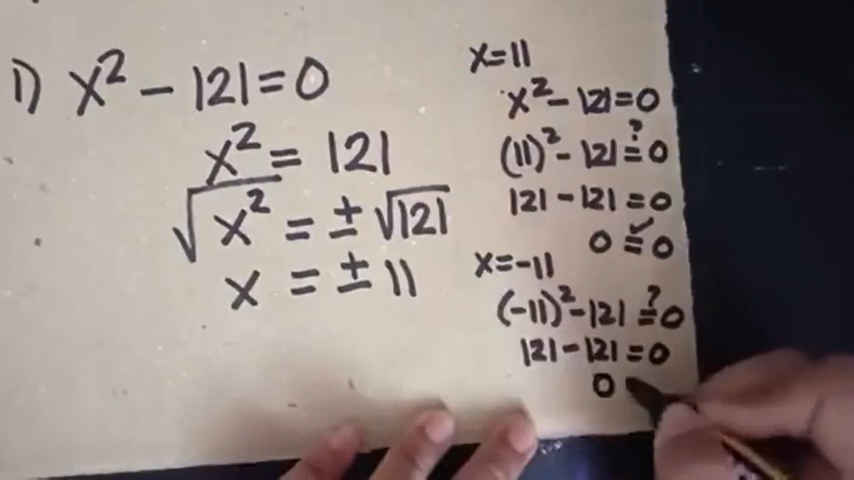 1) x² - 121 = 0
x² = 121
√x² = ± √121
x = ± 11
x = 11
x² - 121 = 0
(11)² - 121 ≟ 0
121 - 121 = 0
0 = 0 ✓
x = -11
(-11)² - 121 ≟ 0
121 - 121 = 0
0